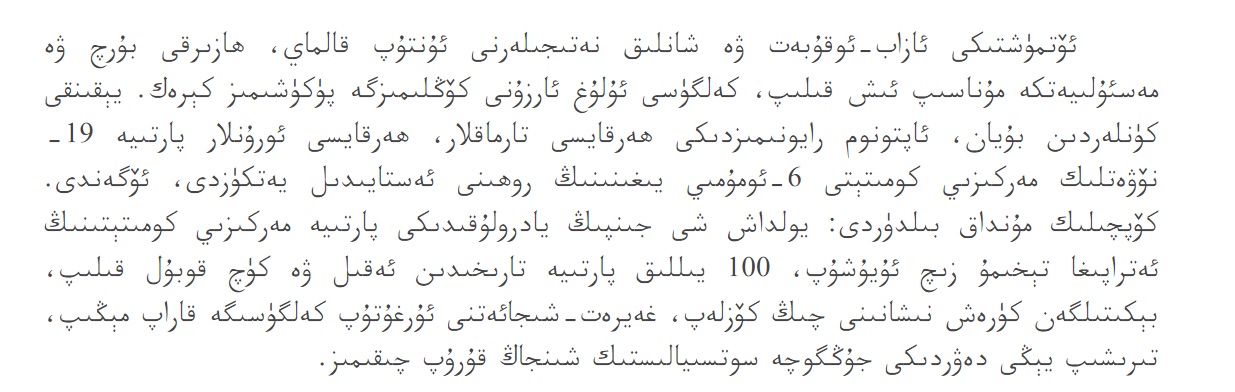 ئۆتمۈشتىكى ئازاب-ئوقۇبەت ۋە شانلىق نەتىجىلەرنى ئۇنتۇپ قالماي، ھازىرقى بۇرچ ۋە
مەسئۇلىيەتكە مۇناسىپ ئىش قىلىپ، كەلگۈسى ئۇلۇغ ئارزۇنى كۆڭلىمىزگە پۈكۈشىمىز كېرەك. يېقىنقى
كۈنلەردىن بۇيان، ئاپتونوم رايونىمىزدىكى ھەرقايسى تارماقلار، ھەرقايسى ئورۇنلار پارتىيە 19-
نۆۋەتلىك مەركىزىي كومىتېتى 6-ئومۇمىي يىغىنىنىڭ روھىنى ئەستايىدىل يەتكۈزدى، ئۆگەندى.
كۆپچىلىك مۇنداق بىلدۈردى: يولداش شى جىنپىڭ يادرولۇقىدىكى پارتىيە مەركىزىي كومىتېتىنىڭ
ئەتراپىغا تېخىمۇ زىچ ئۇيۇشۇپ، 100 يىللىق پارتىيە تارىخىدىن ئەقىل ۋە كۈچ قوبۇل قىلىپ،
بېكىتىلگەن كۈرەش نىشانىنى چىڭ كۆزلەپ، غەيرەت-شىجائەتنى ئۇرغۇتۇپ كەلگۈسىگە قاراپ مېڭىپ،
تىرىشىپ يېڭى دەۋردىكى جۇڭگوچە سوتسىيالىستىك شىنجاڭ قۇرۇپ چىقىمىز.